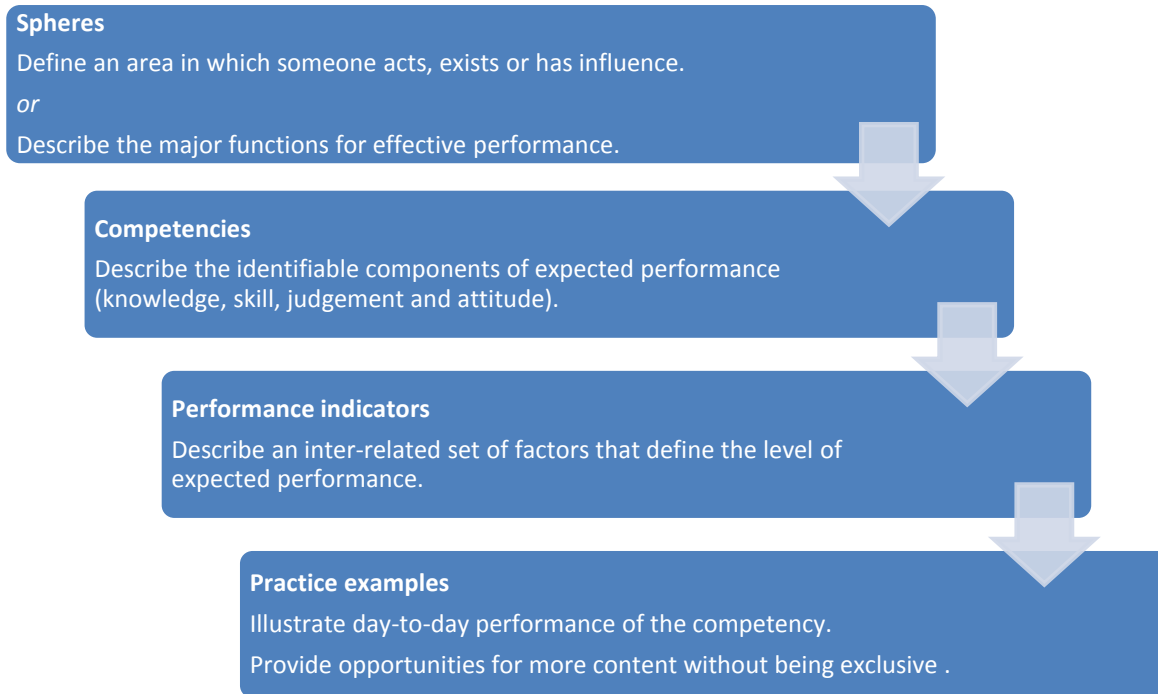 Spheres
Define an area in which someone acts, exists or has influence.
or
Describe the major functions for effective performance.
Competencies
Describe the identifiable components of expected performance
(knowledge, skill, judgement and attitude).
Performance indicators
Describe an inter-related set of factors that define the level of
expected performance.
Practice examples
Illustrate day-to-day performance of the competency.
Provide opportunities for more content without being exclusive .